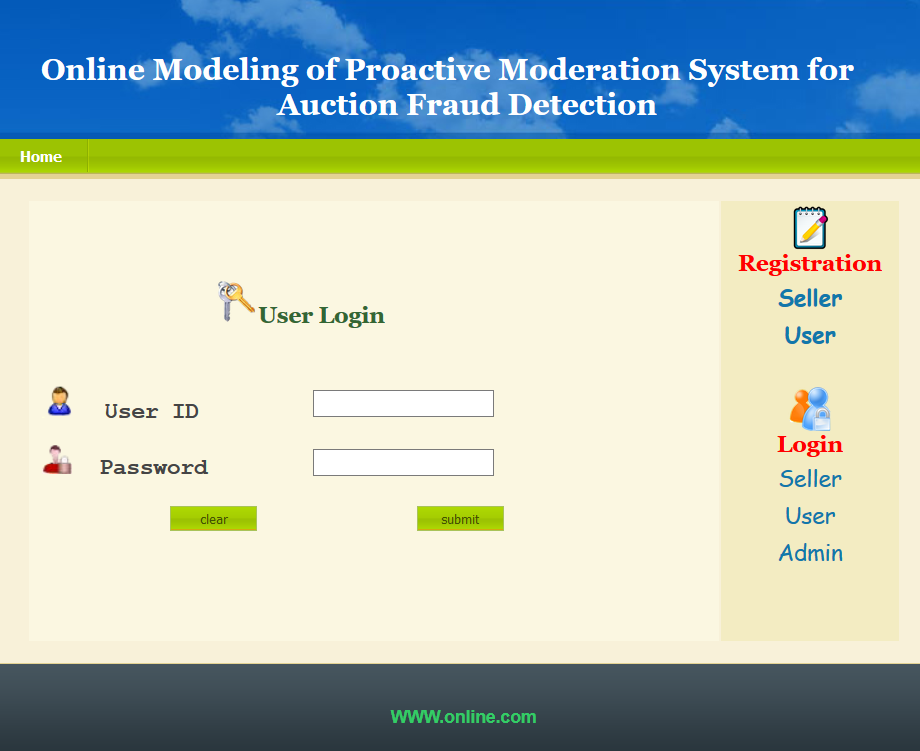 Online Modeling of Proactive Moderation System for
Auction Fraud Detection
Home
User Login
User ID
Password
clear
submit
Registration
Seller
User
Login
Seller
User
Admin
WWW.online.com